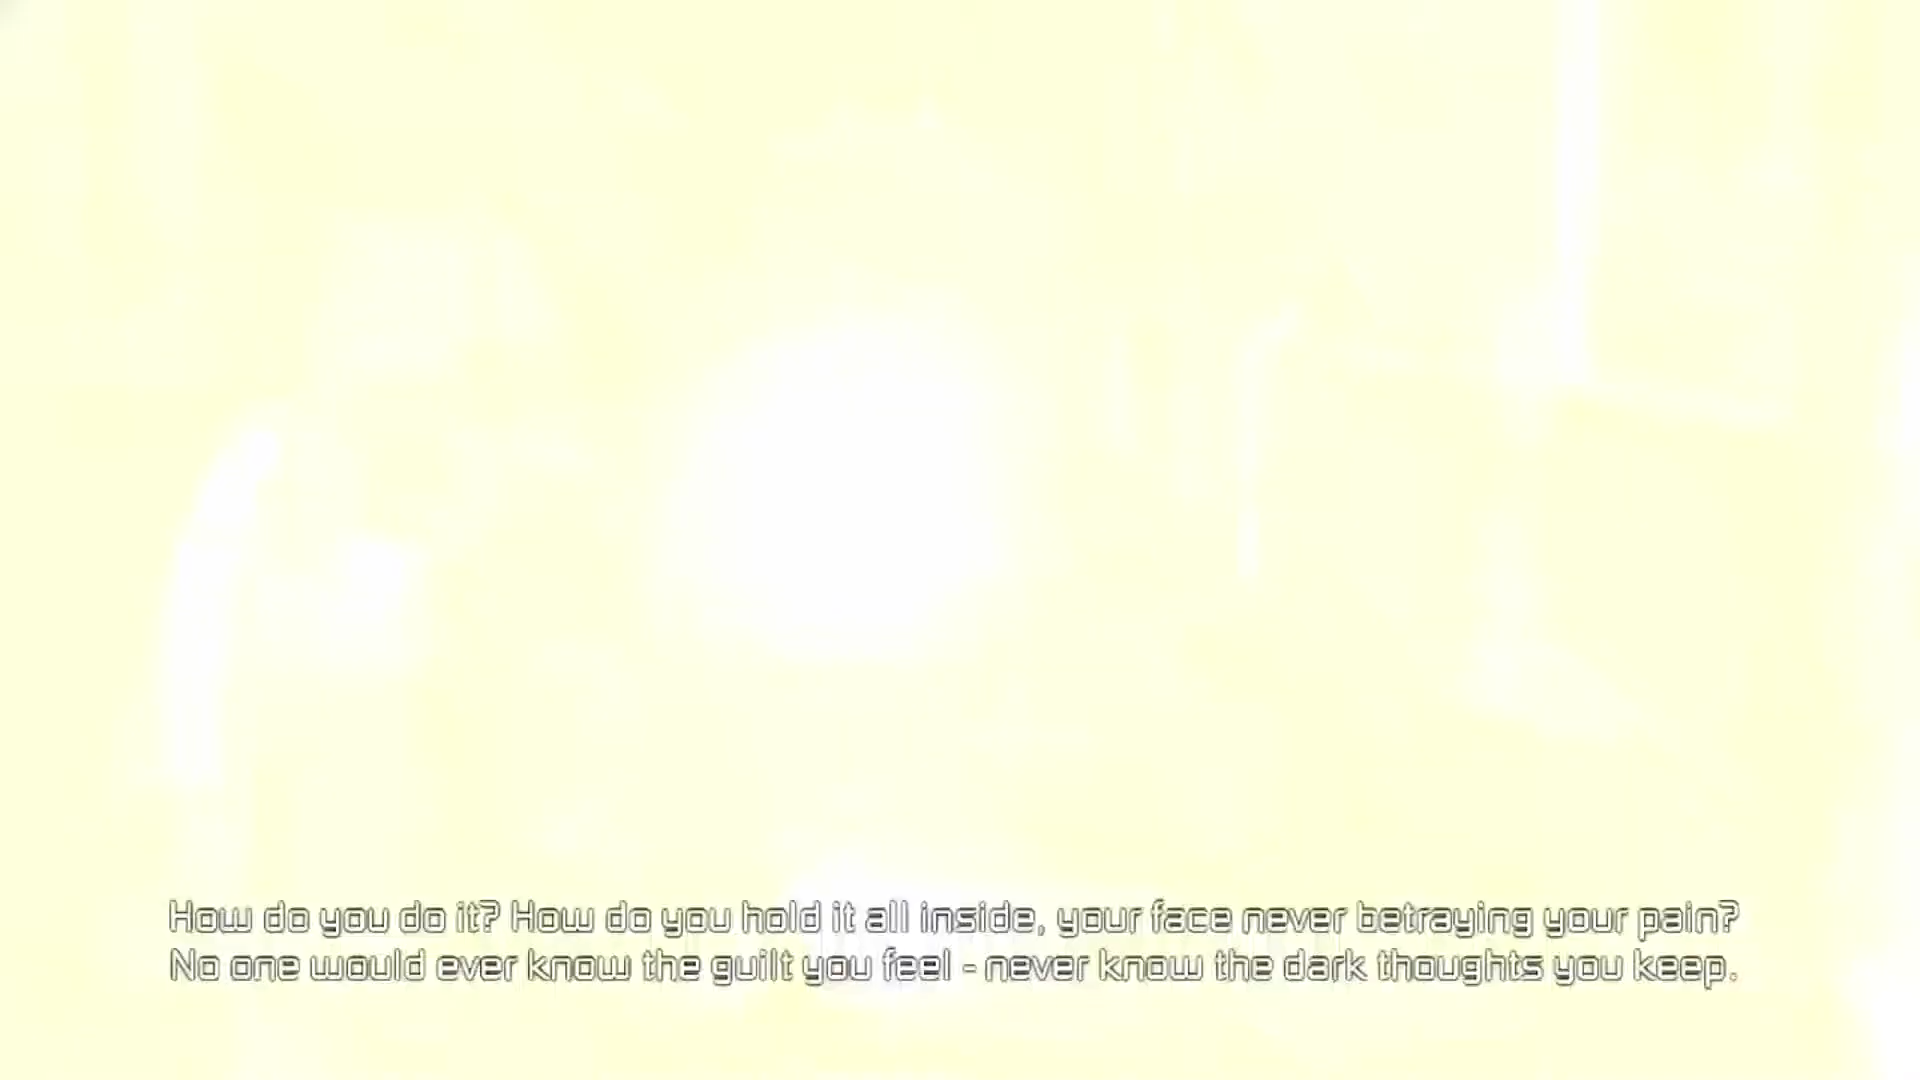 How do you do it? How do you hold it all inside, your face never betraying your pain?
No one would ever know the guilt you feel - never know the dark thoughts you keep.